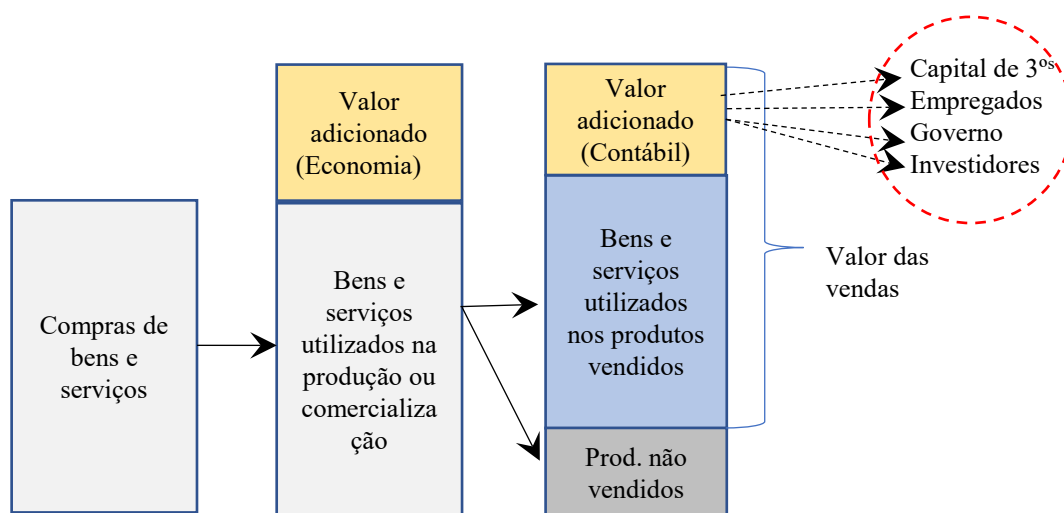 Compras de
bens e
serviços
Valor
adicionado
(Economia)
Bens e
serviços
utilizados na
produção ou
comercializa
ção
Valor
adicionado
(Contábil)
Bens e
serviços
utilizados
nos produtos
vendidos
Prod. não
vendidos
Valor das
vendas
Capital de 3ºˢ
Empregados
Governo
Investidores